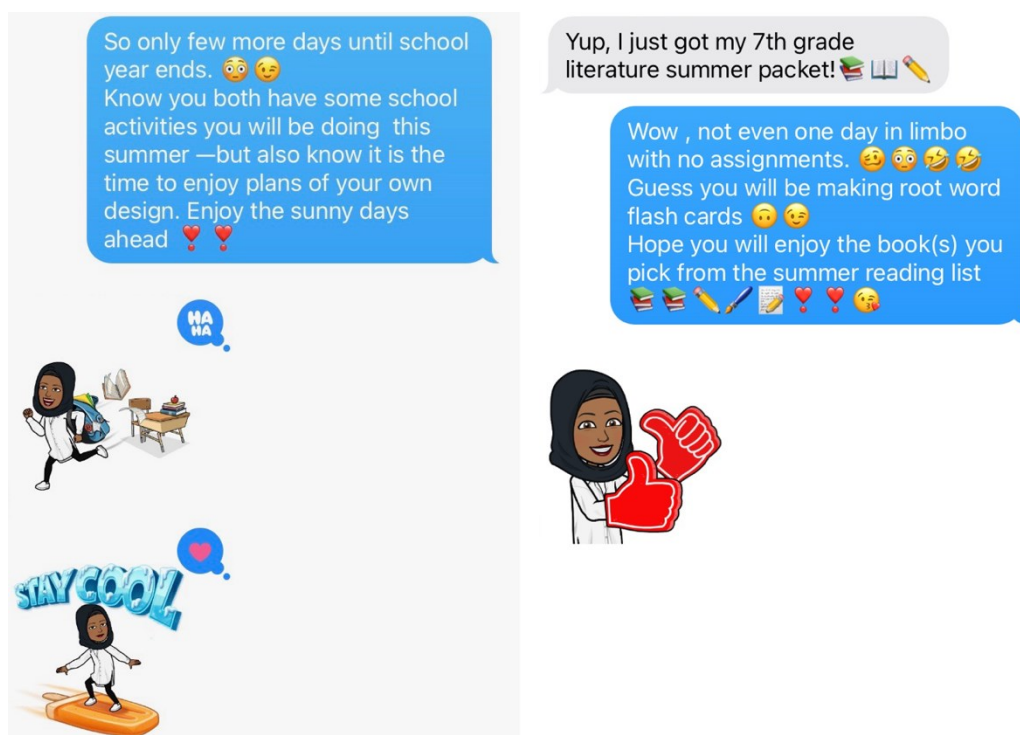 So only few more days until school
year ends. 😳 😉
Know you both have some school
activities you will be doing  this
summer —but also know it is the
time to enjoy plans of your own
design. Enjoy the sunny days
ahead ❣️ ❣️
HA
HA
STAY COOL
Yup, I just got my 7th grade
literature summer packet!📚 📖 ✏️
Wow , not even one day in limbo
with no assignments. 🥴 😳 🤣 🤣
Guess you will be making root word
flash cards 🙃 😉
Hope you will enjoy the book(s) you
pick from the summer reading list
📚 📚 ✏️ 🖌️ 📝 ❣️ ❣️ 😘